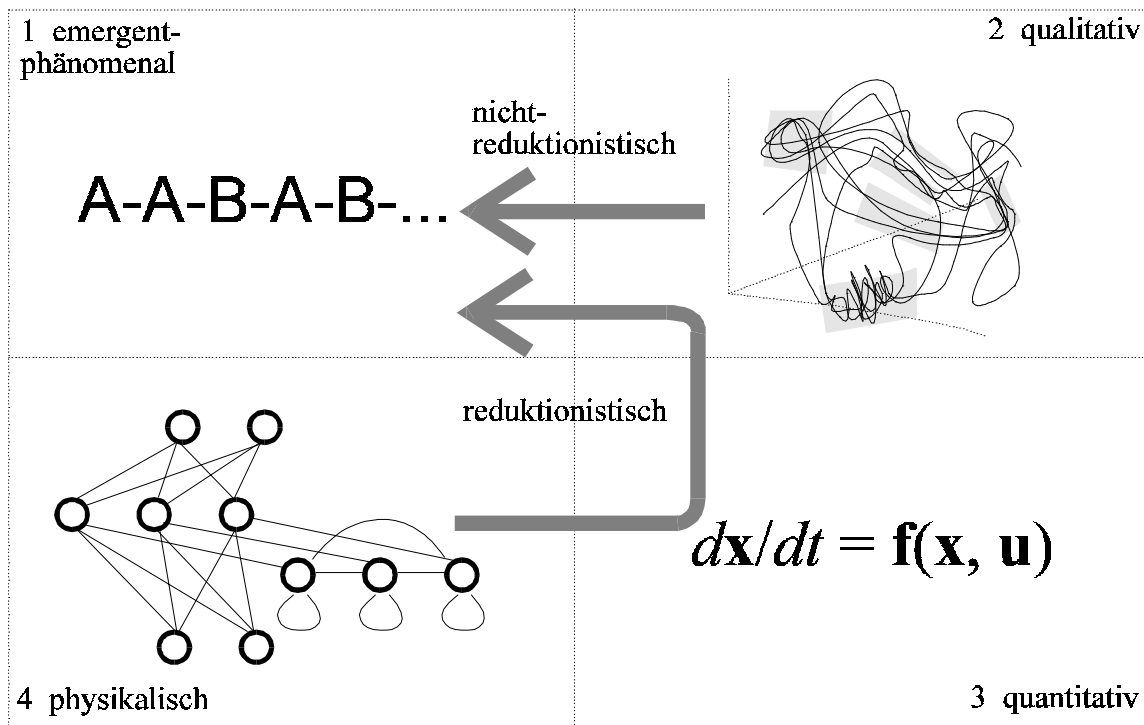 1 emergent-
phänomenal
2 qualitativ
nicht-
reduktionistisch
A-A-B-A-B-...
reduktionistisch
dx/dt = f(x, u)
4 physikalisch
3 quantitativ